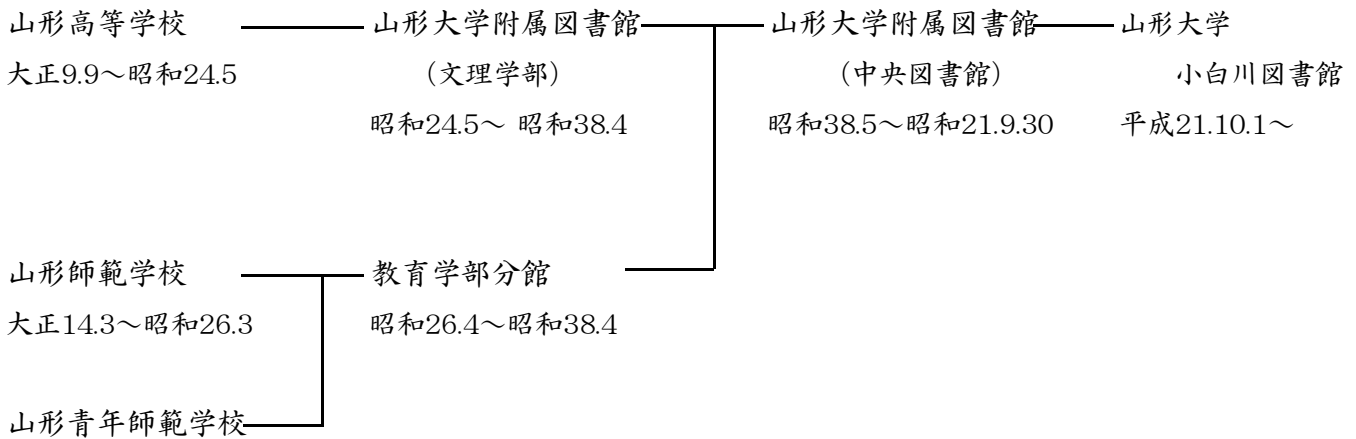 山形高等学校 山形大学附属図書館 山形大学附属図書館 山形大学
大正9.9～昭和24.5 （文理学部） （中央図書館） 小白川図書館
昭和24.5～ 昭和38.4 昭和38.5～昭和21.9.30 平成21.10.1～
山形師範学校 教育学部分館
大正14.3～昭和26.3 昭和26.4～昭和38.4
山形青年師範学校